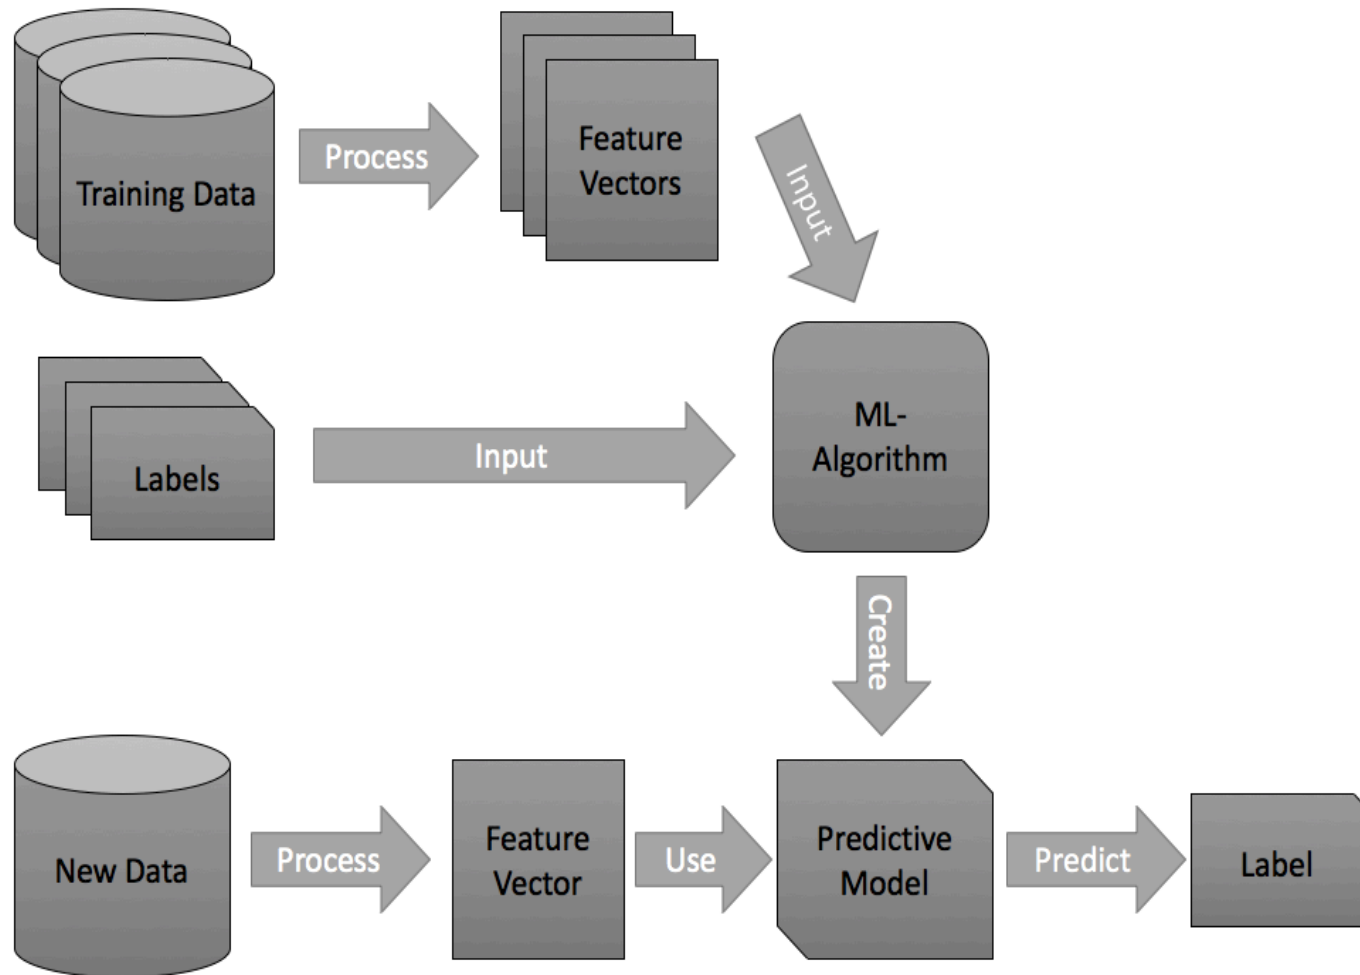 Training Data
Process
Feature
Vectors
Input
Labels
Input
ML-
Algorithm
Create
New Data
Process
Feature
Vector
Use
Predictive
Model
Predict
Label